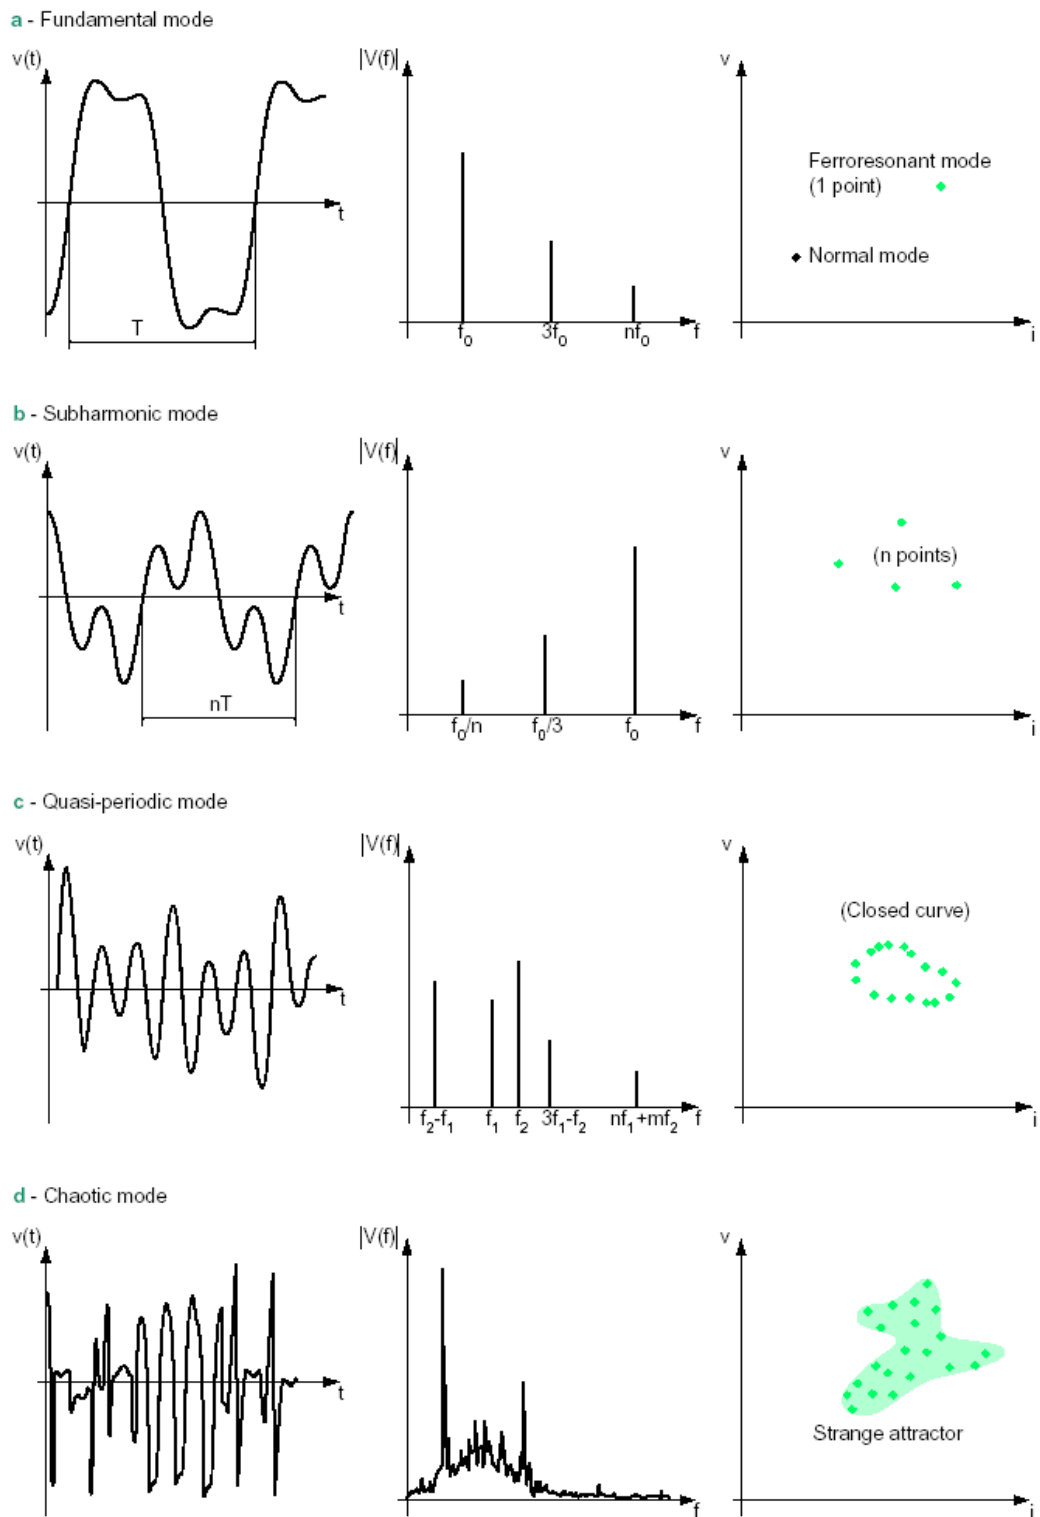 a - Fundamental mode
v(t)
|V(f)|
v
Ferroresonant mode
(1 point)
Normal mode
t
T
f₀
3f₀
nf₀
f
i
b - Subharmonic mode
v(t)
|V(f)|
v
(n points)
t
nT
f₀/n
f₀/3
f₀
f
i
c - Quasi-periodic mode
v(t)
|V(f)|
v
(Closed curve)
t
f₂-f₁
f₁
f₂
3f₁-f₂
nf₁+mf₂
f
i
d - Chaotic mode
v(t)
|V(f)|
v
t
Strange attractor
f
i